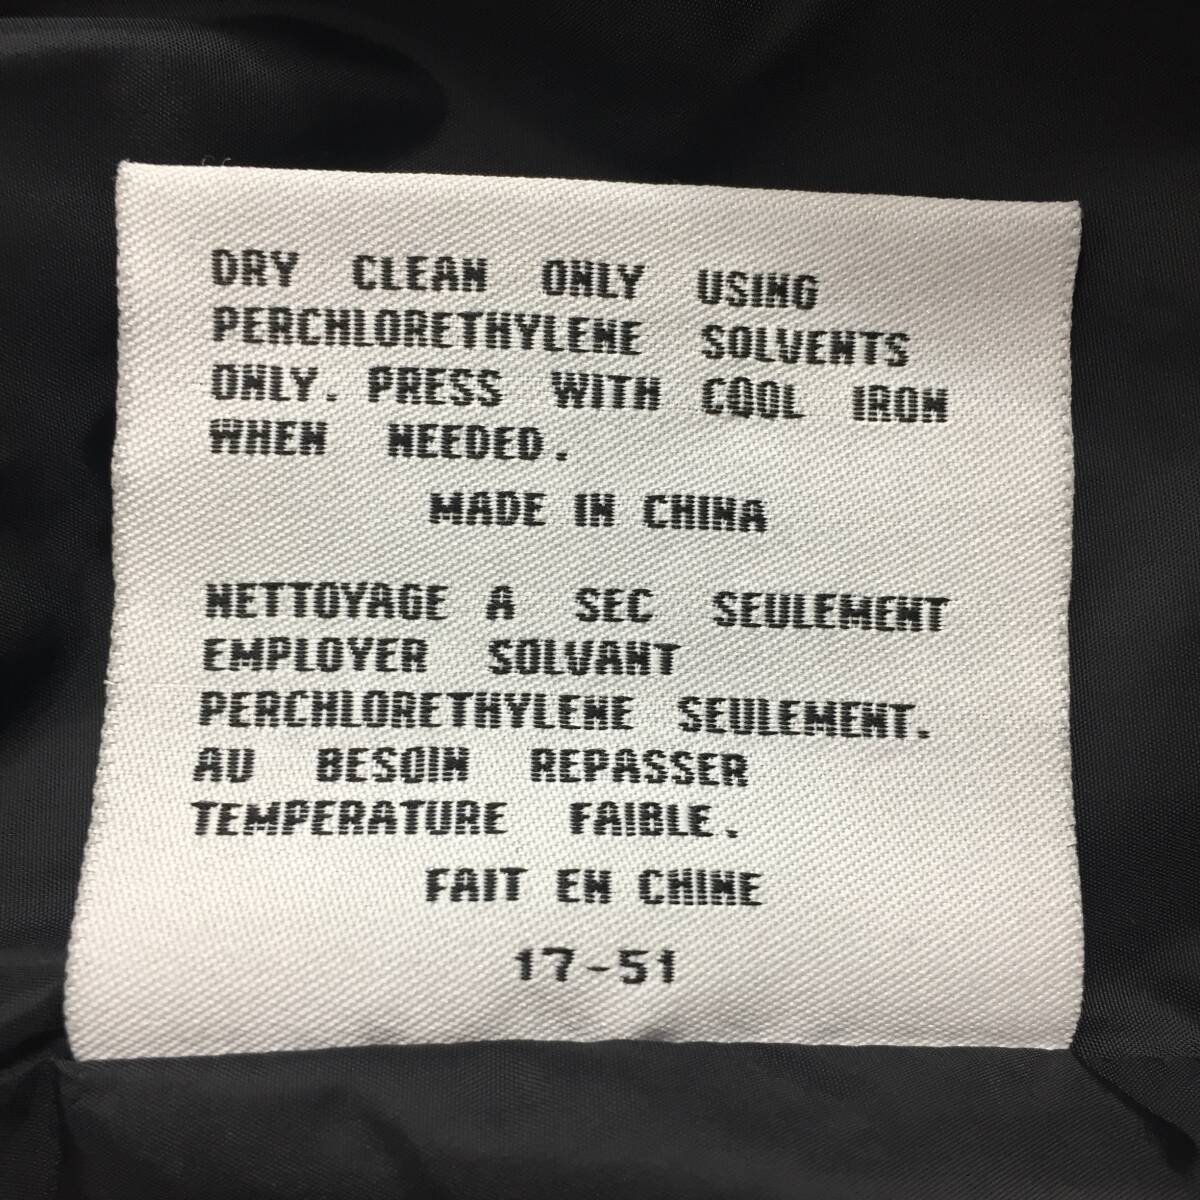 DRY CLEAN ONLY USING
PERCHLORETHYLENE SOLVENTS
ONLY. PRESS WITH COOL IRON
WHEN NEEDED.
MADE IN CHINA
NETTOYAGE A SEC SEULEMENT
EMPLOYER SOLVANT
PERCHLORETHYLENE SEULEMENT.
AU BESOIN REPASSER
TEMPERATURE FAIBLE.
FAIT EN CHINE
17-51